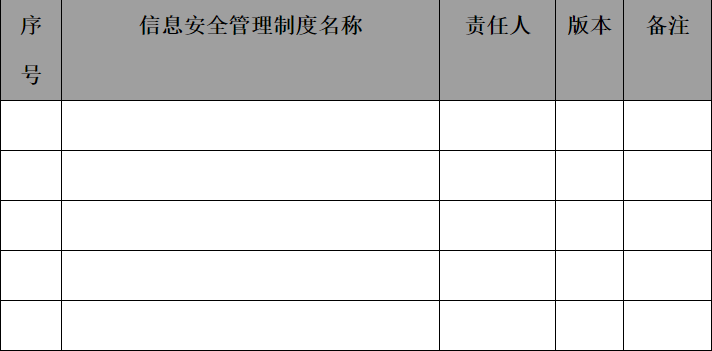 序号
信息安全管理制度名称
责任人
版本
备注